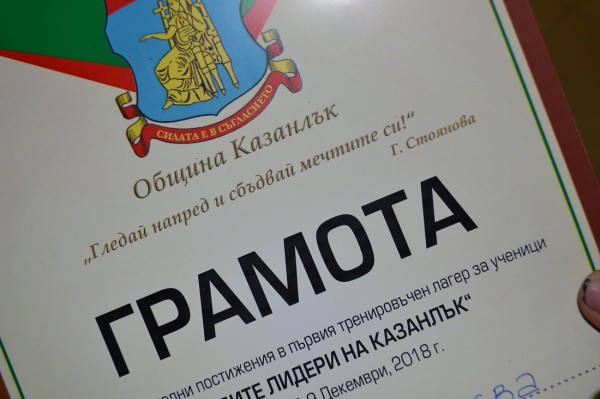 СИЛАТА Е В СЪГЛАСИЕТО
Община Казанлък
„Гледай напред и сбъдвай мечтите си!“
Г. Стоянова
ГРАМОТА
постижения в първия тренировъчен лагер за ученици
ЛИДЕРИ НА КАЗАНЛЪК“
9 Декември, 2018 г.